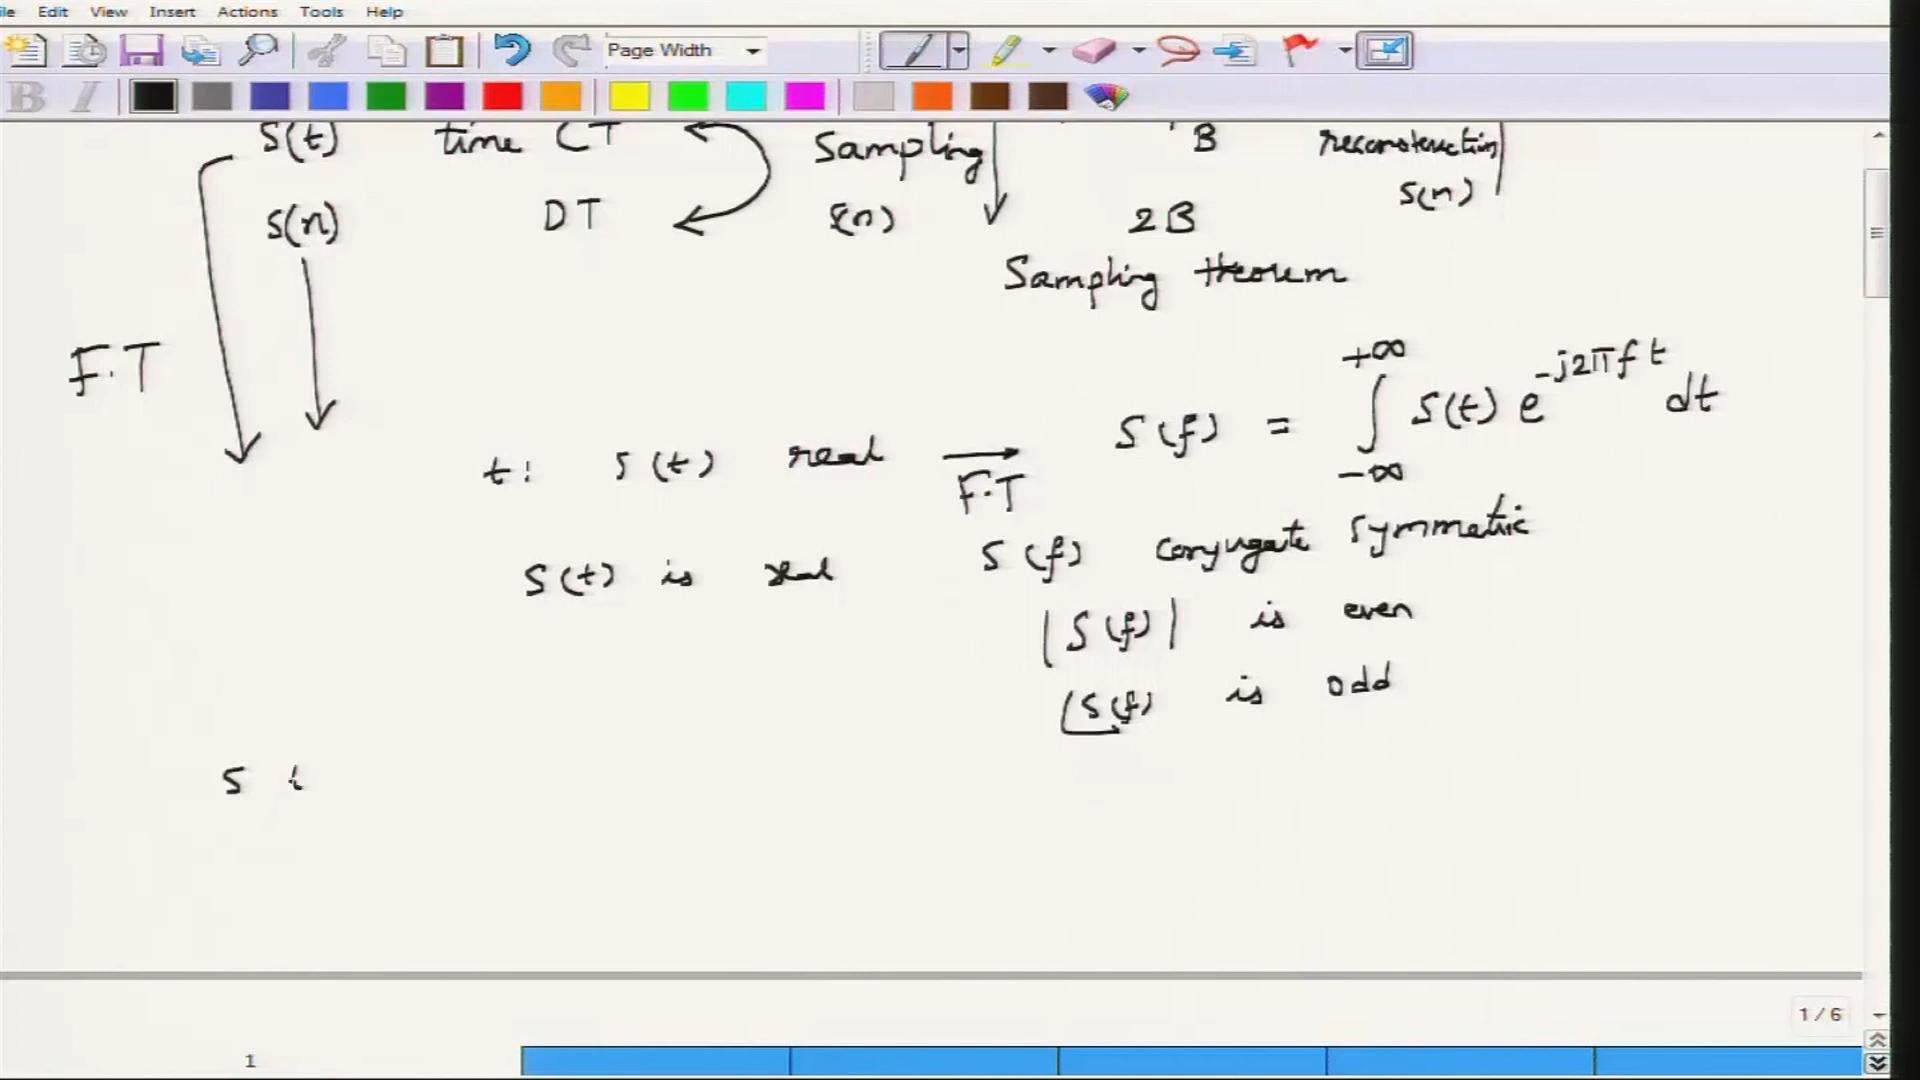 File Edit View Insert Actions Tools Help
Page Width
B I
S(t) time CT Sampling B reconstruction
S(n) DT S(n) 2B S(n)
Sampling theorem
F.T
t: S(t) real F.T S(f) = ∫_{-∞}^{+∞} S(t) e^{-j2πft} dt
S(t) is real S(f) conjugate symmetric
|S(f)| is even
∠S(f) is odd
S t
1 / 6
1